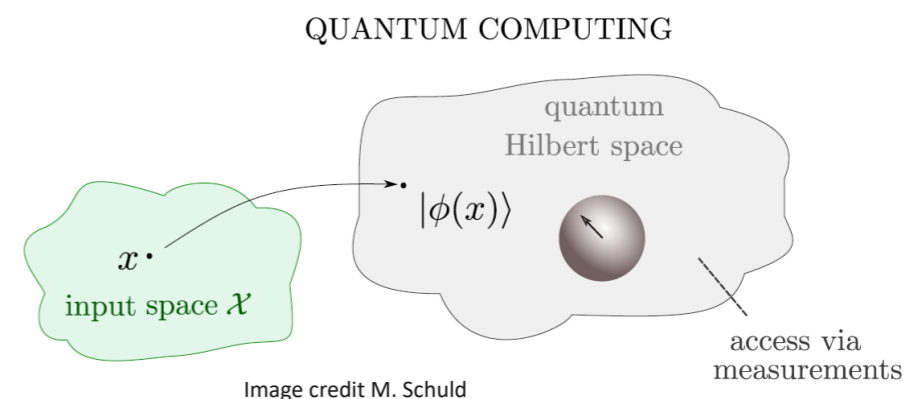 QUANTUM COMPUTING
quantum
Hilbert space
|ϕ(x)⟩
x
input space 𝒳
access via
measurements
Image credit M. Schuld